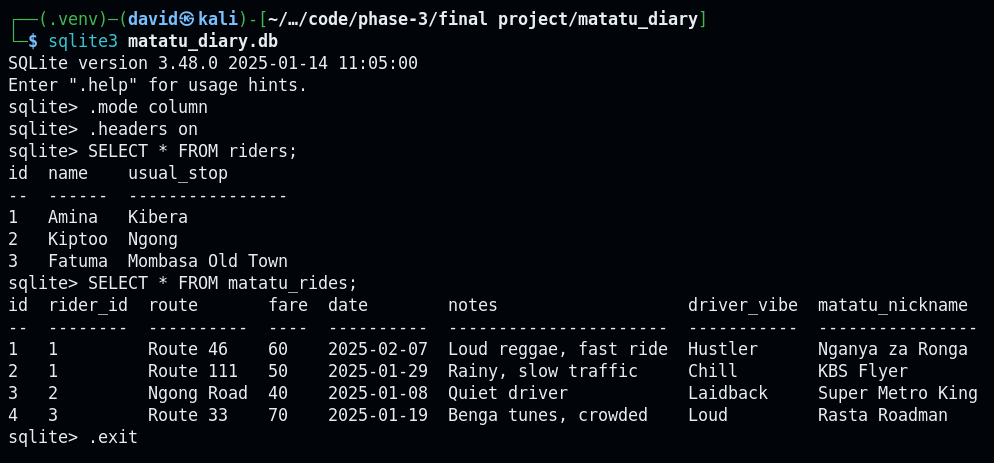 ┌──(.venv)─(david㉿kali)-[~/…/code/phase-3/final project/matatu_diary]
└─$ sqlite3 matatu_diary.db
SQLite version 3.48.0 2025-01-14 11:05:00
Enter ".help" for usage hints.
sqlite> .mode column
sqlite> .headers on
sqlite> SELECT * FROM riders;
id  name    usual_stop
--  ------  ----------------
1   Amina   Kibera
2   Kiptoo  Ngong
3   Fatuma  Mombasa Old Town
sqlite> SELECT * FROM matatu_rides;
id  rider_id  route       fare  date        notes                   driver_vibe  matatu_nickname
--  --------  ----------  ----  ----------  ----------------------  -----------  ----------------
1   1         Route 46    60    2025-02-07  Loud reggae, fast ride  Hustler      Nganya za Ronga
2   1         Route 111   50    2025-01-29  Rainy, slow traffic     Chill        KBS Flyer
3   2         Ngong Road  40    2025-01-08  Quiet driver            Laidback     Super Metro King
4   3         Route 33    70    2025-01-19  Benga tunes, crowded    Loud         Rasta Roadman
sqlite> .exit